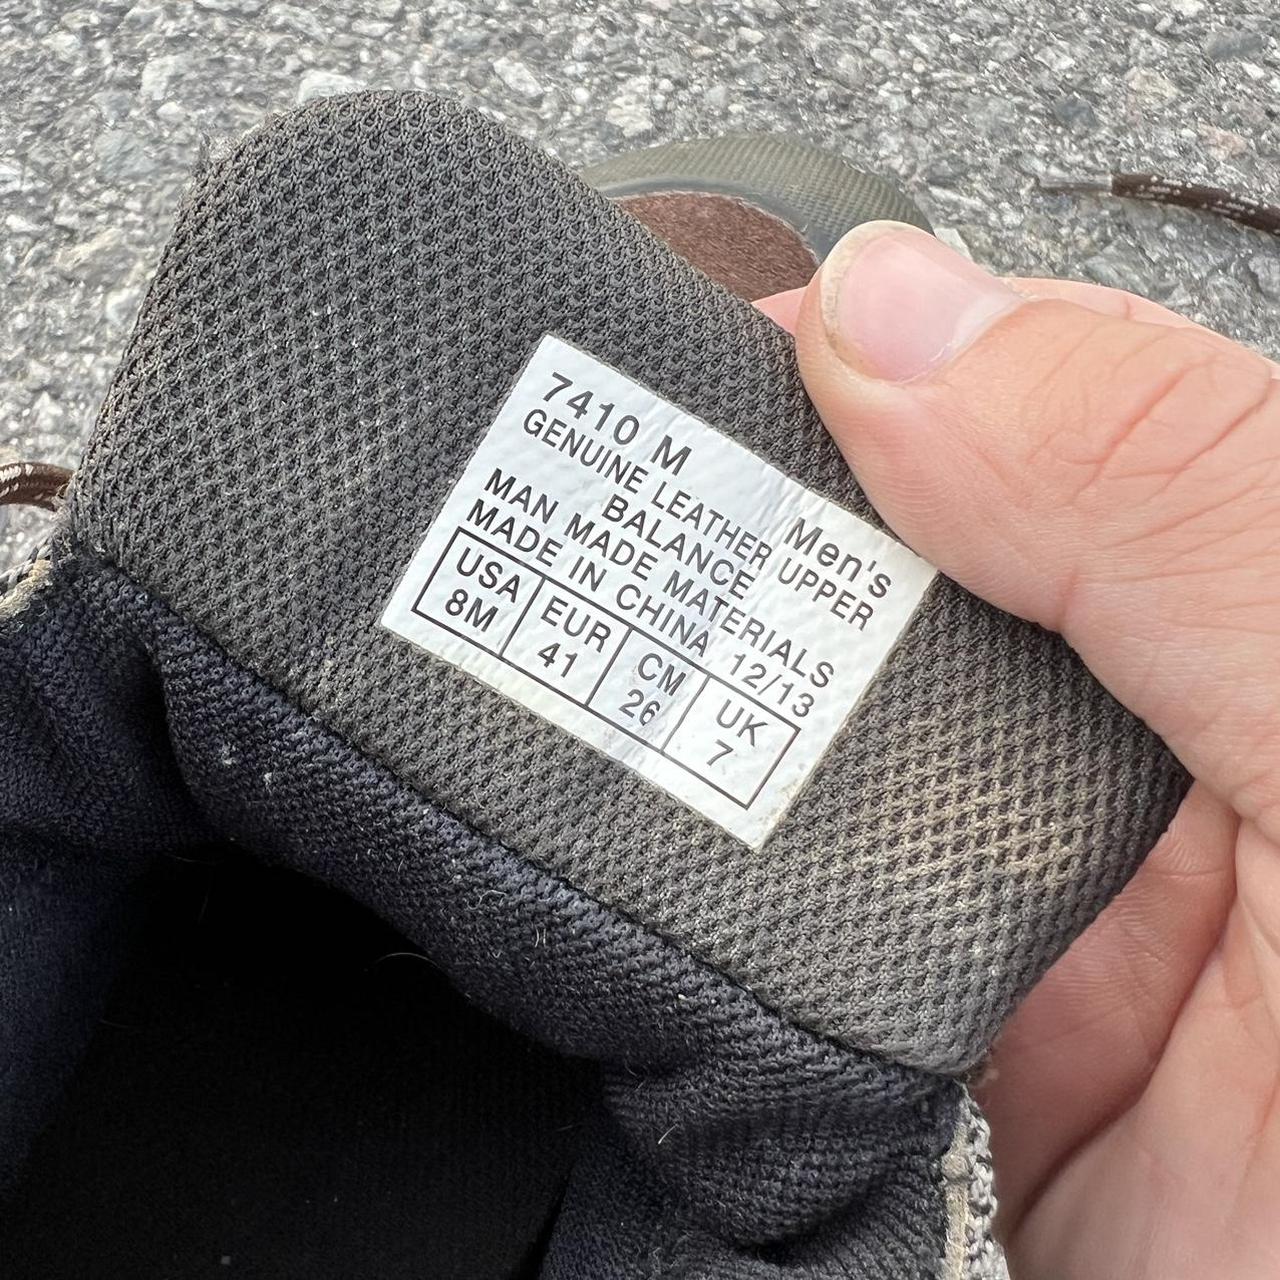 7410 M Men's
GENUINE LEATHER UPPER
BALANCE
MAN MADE MATERIALS
MADE IN CHINA 12/13
USA EUR CM UK
8M 41 26 7